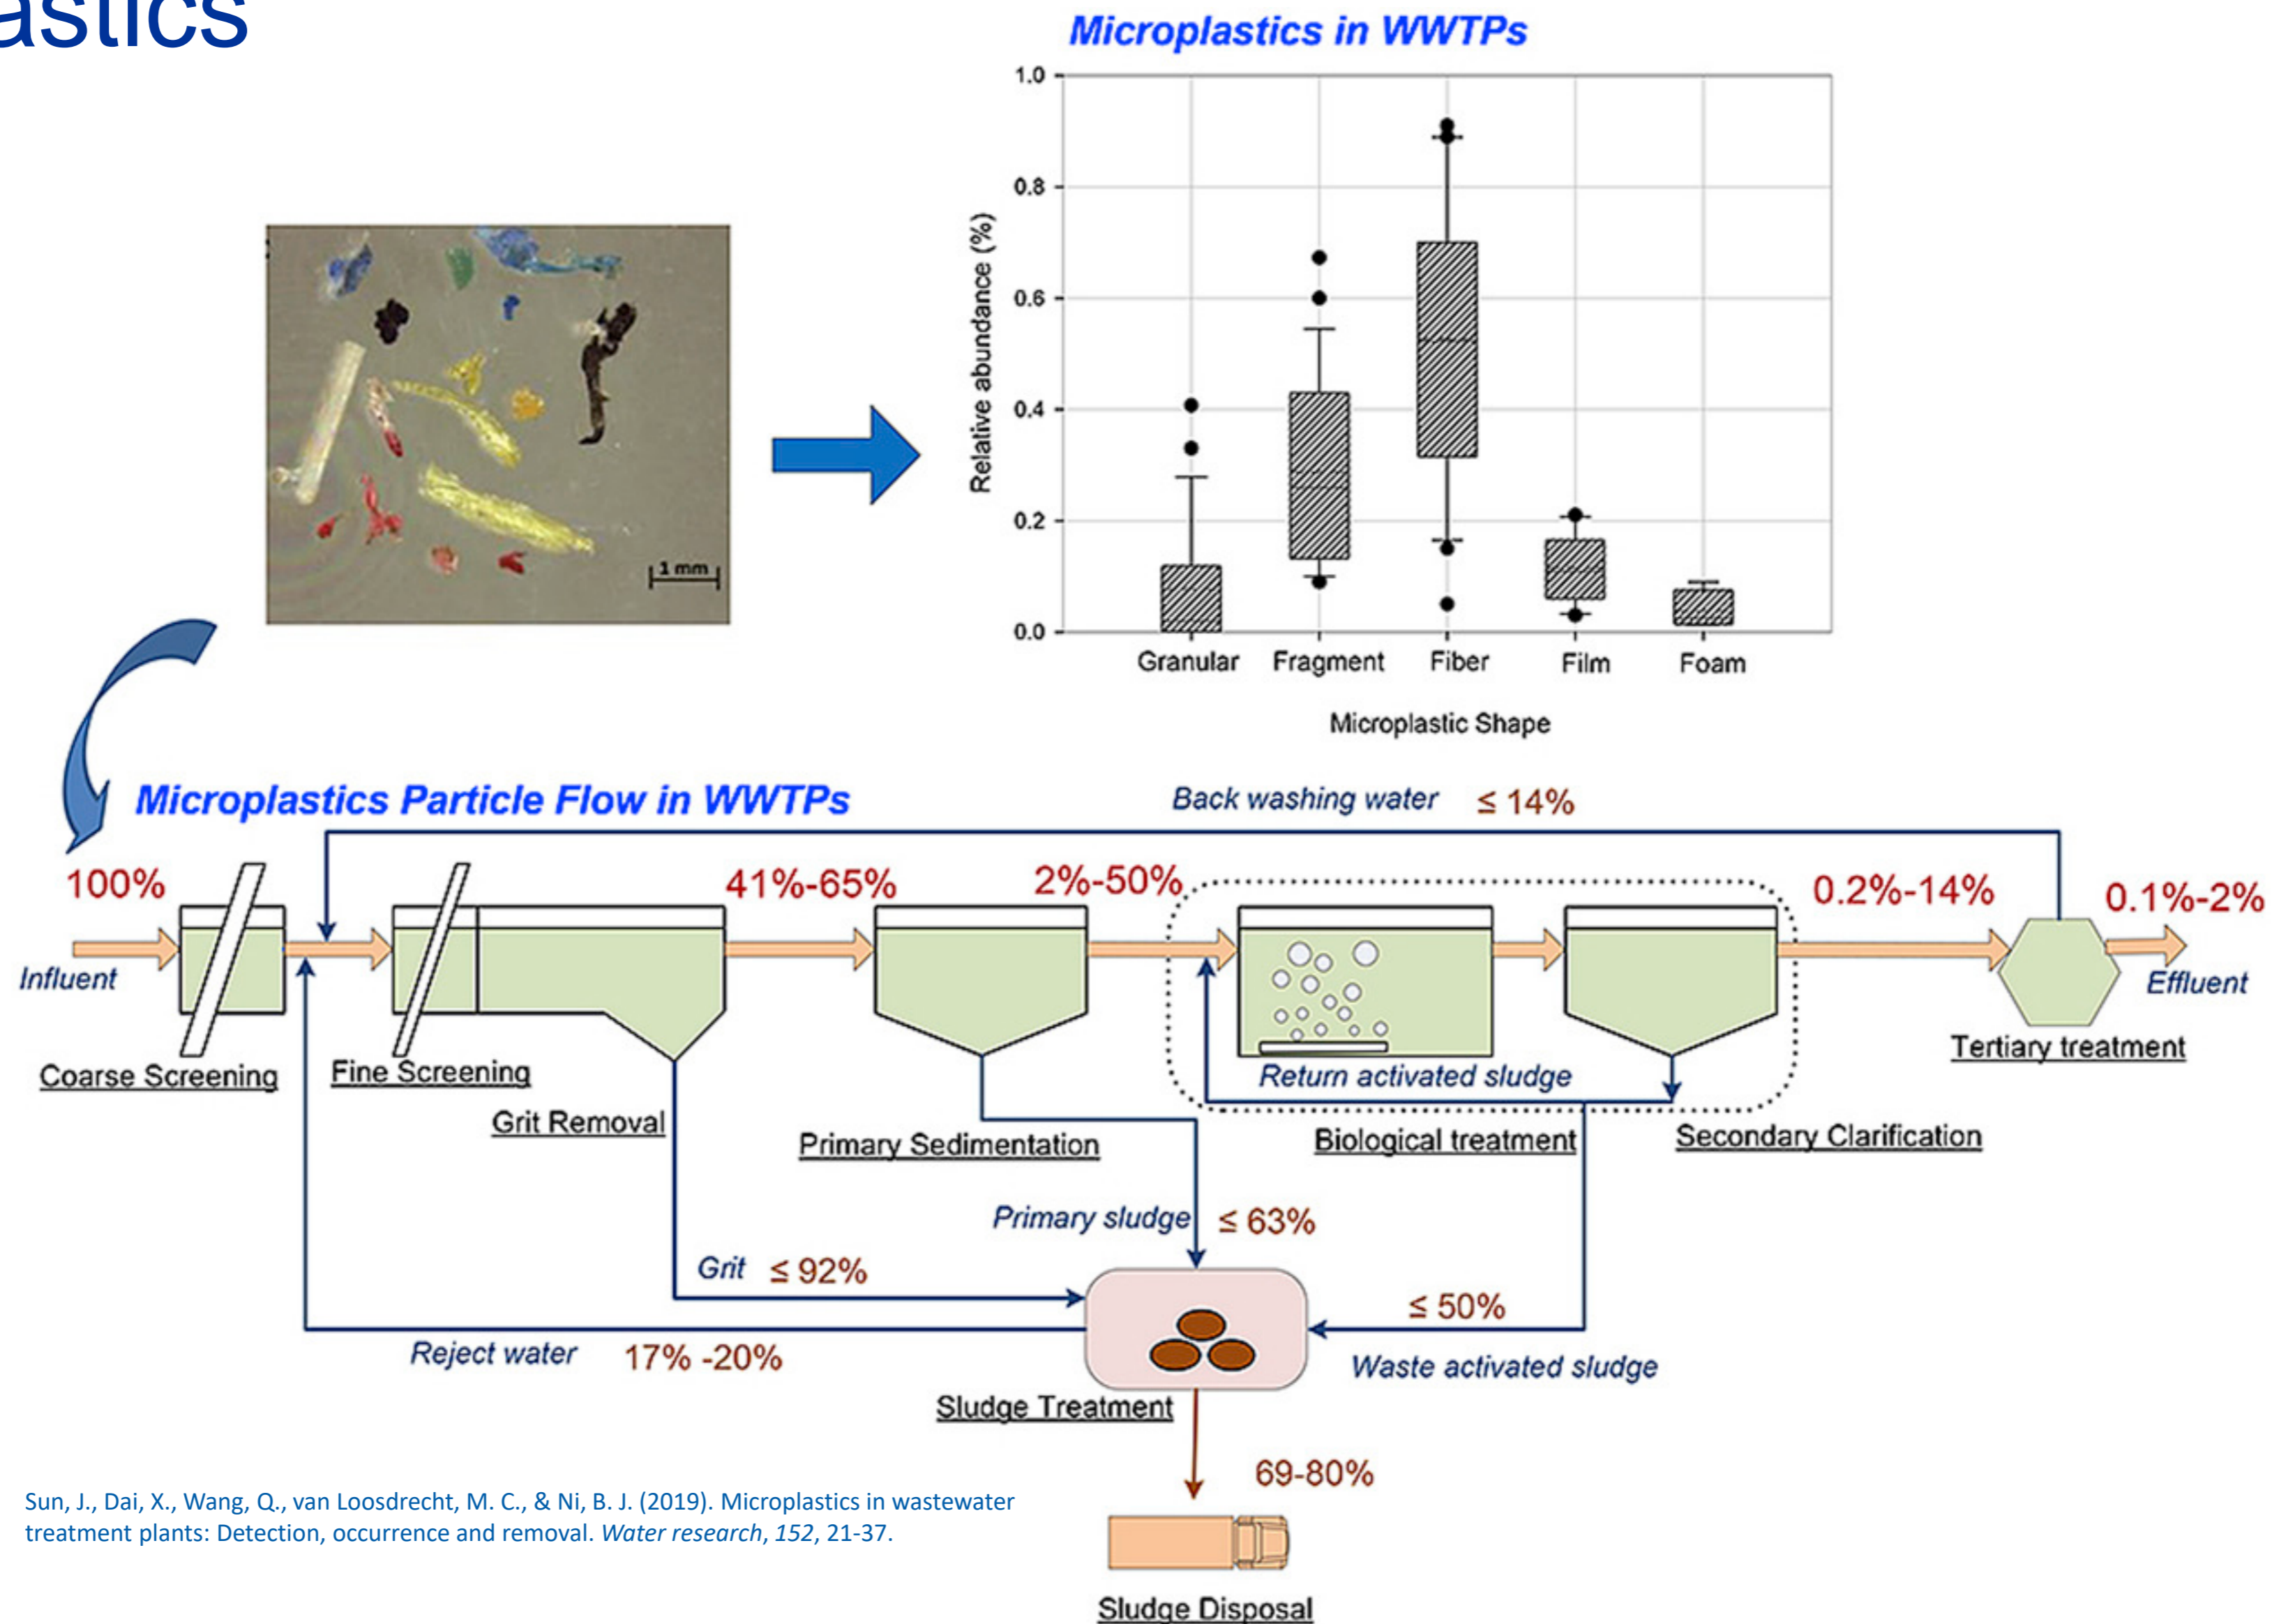 astics
Microplastics in WWTPs
1.0
0.8
0.6
0.4
0.2
0.0
Relative abundance (%)
Granular Fragment Fiber Film Foam
Microplastic Shape
1 mm
Microplastics Particle Flow in WWTPs
Back washing water ≤ 14%
100%
41%-65%
2%-50%
0.2%-14%
0.1%-2%
Influent
Effluent
Coarse Screening
Fine Screening
Grit Removal
Primary Sedimentation
Return activated sludge
Biological treatment
Secondary Clarification
Tertiary treatment
Primary sludge ≤ 63%
Grit ≤ 92%
≤ 50%
Reject water 17% -20%
Waste activated sludge
Sludge Treatment
69-80%
Sludge Disposal
Sun, J., Dai, X., Wang, Q., van Loosdrecht, M. C., & Ni, B. J. (2019). Microplastics in wastewater
treatment plants: Detection, occurrence and removal. Water research, 152, 21-37.